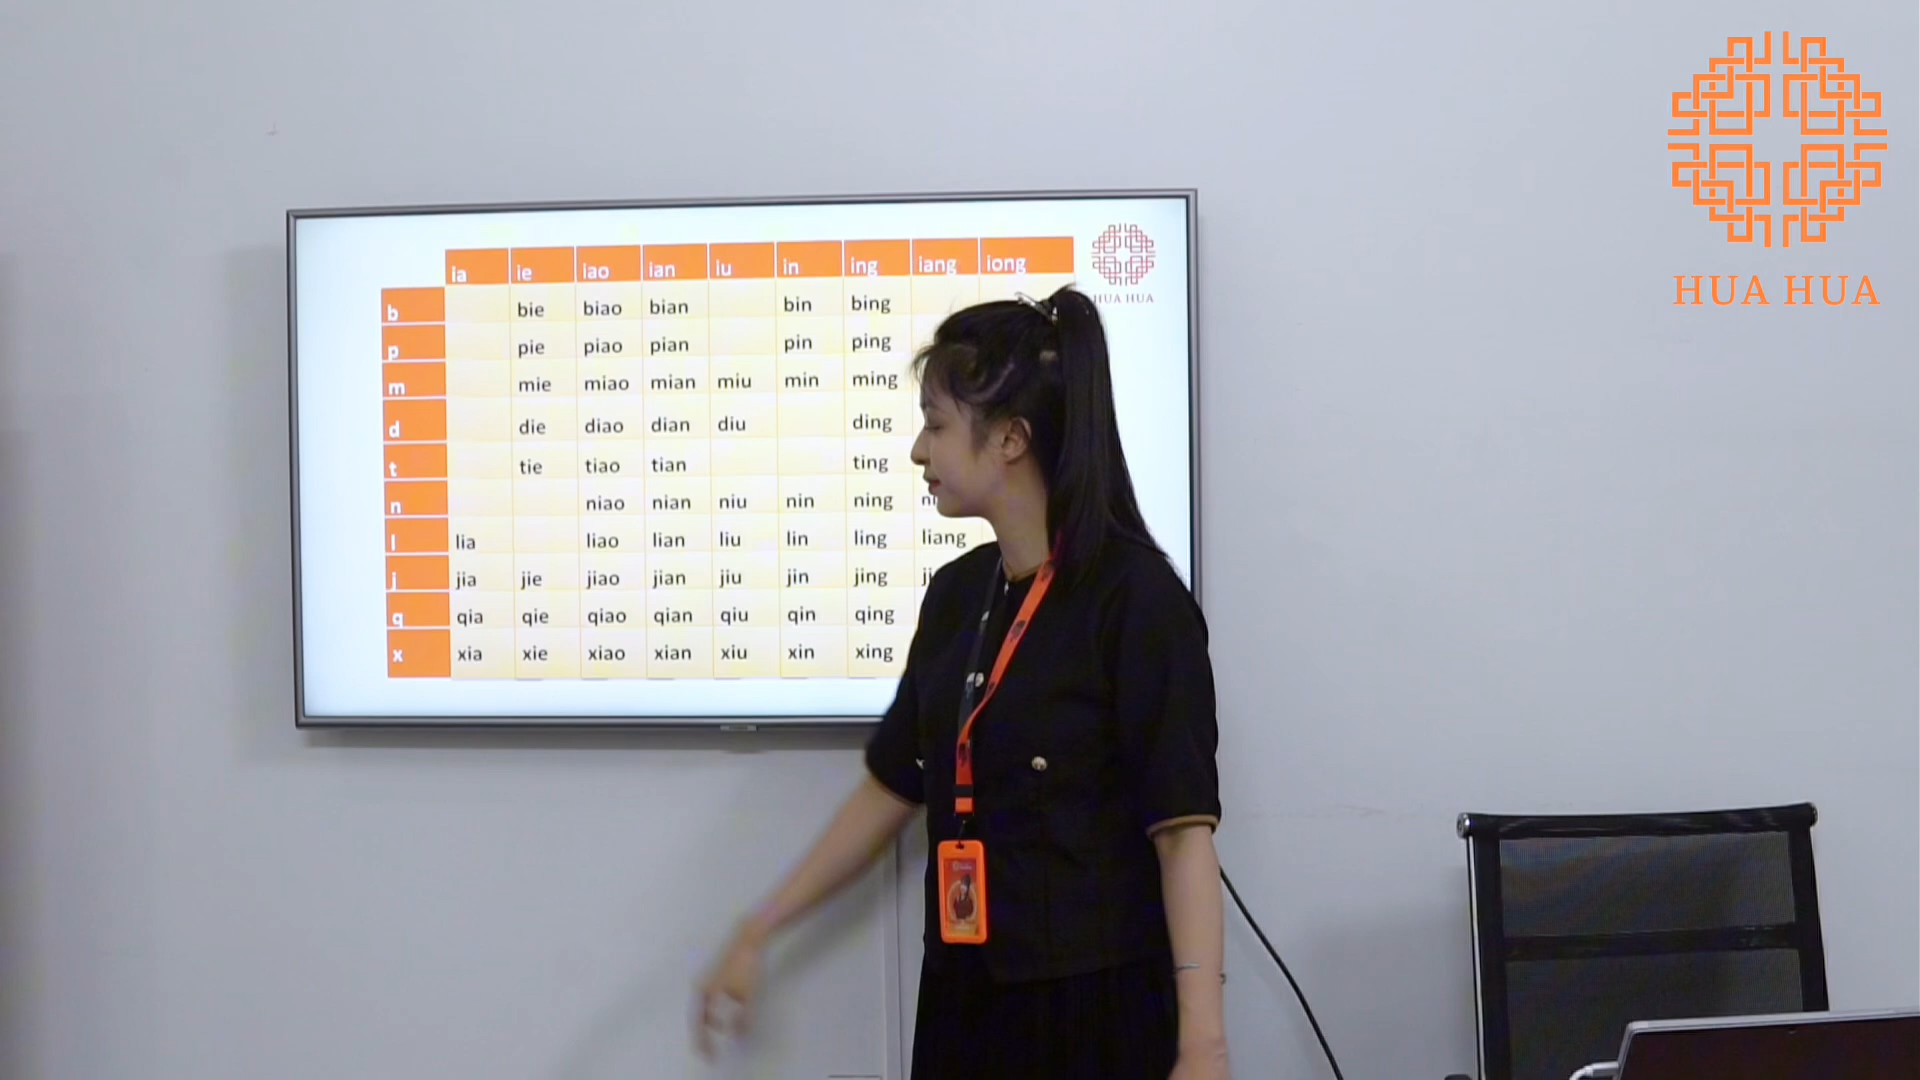 ia ie iao ian iu in ing iang iong
b bie biao bian bin bing
p pie piao pian pin ping
m mie miao mian miu min ming
d die diao dian diu ding
t tie tiao tian ting
n niao nian niu nin ning
l lia liao lian liu lin ling liang
j jia jie jiao jian jiu jin jing
q qia qie qiao qian qiu qin qing
x xia xie xiao xian xiu xin xing
HUA HUA
HUA HUA